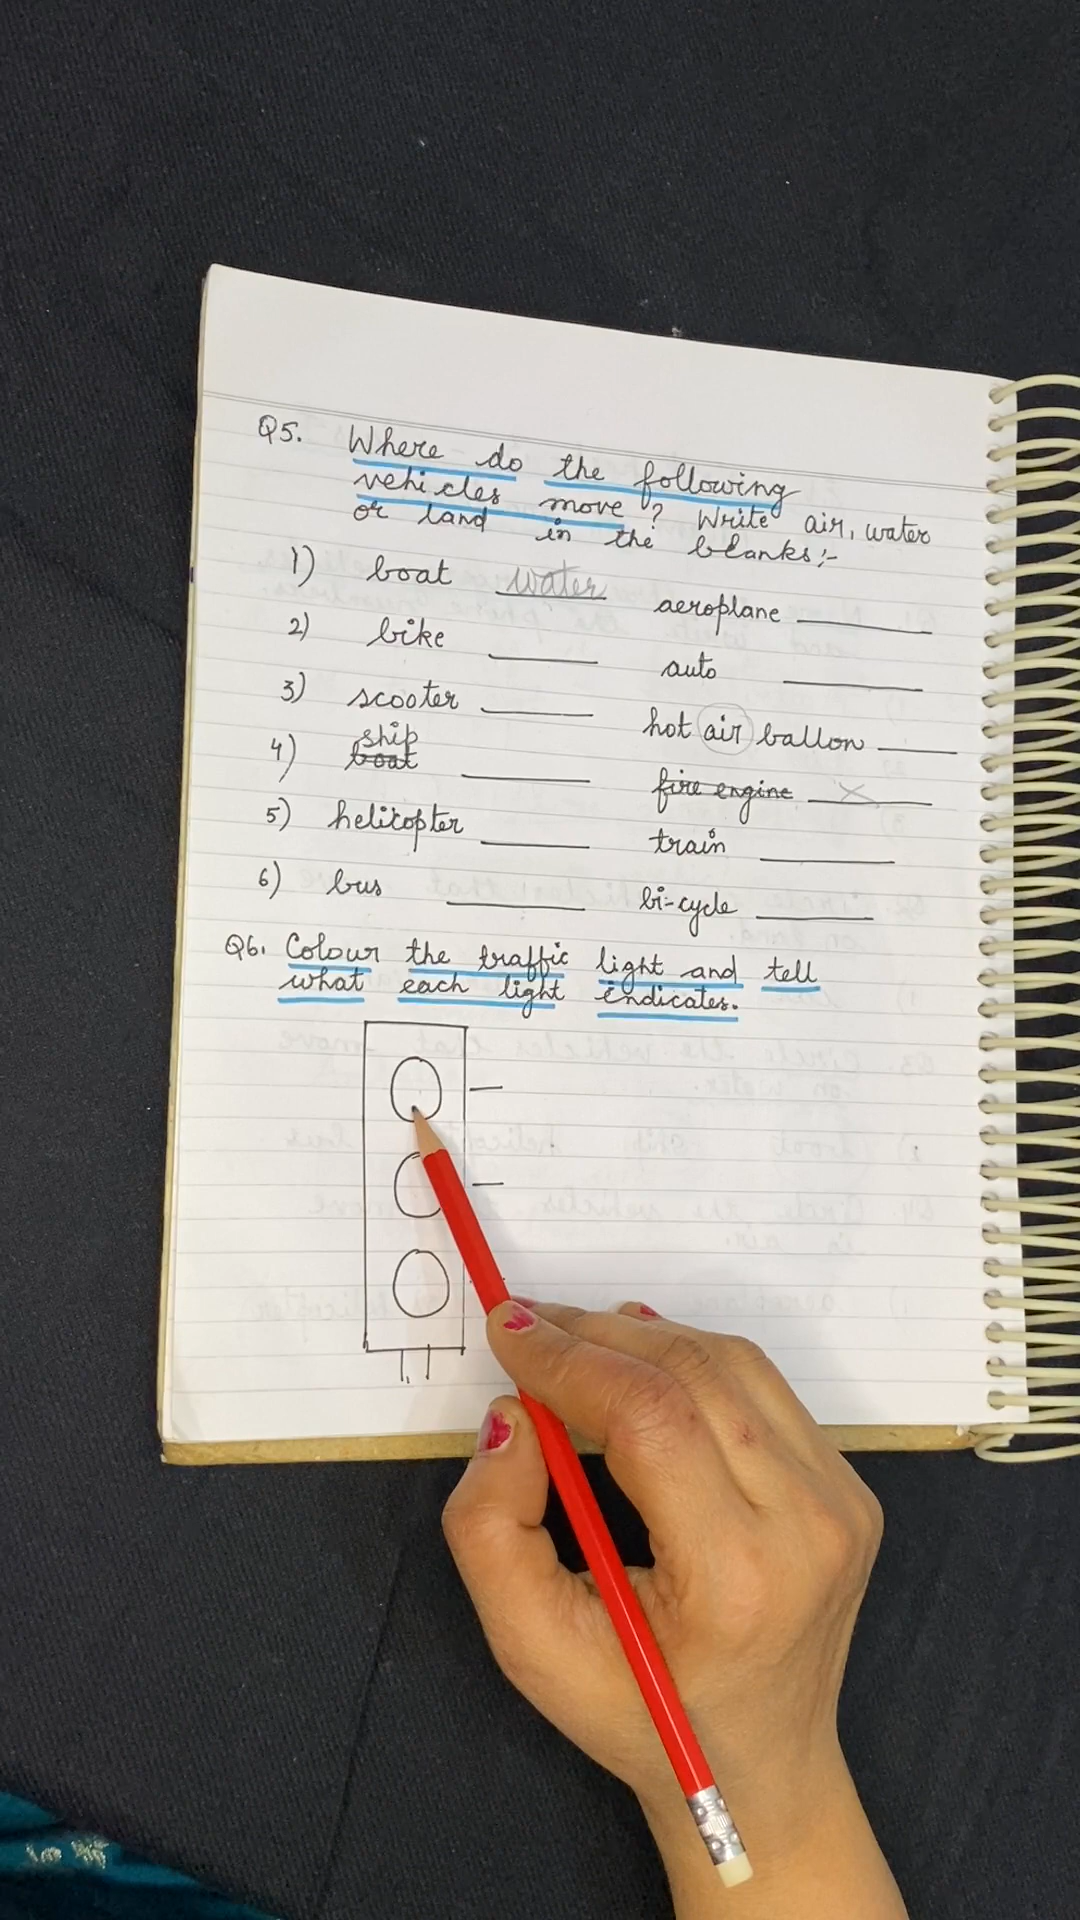 Q5. Where do the following
vehicles move? Write air, water
or land in the blanks:-
1) boat water aeroplane
2) bike auto
3) scooter hot air ballon
4) ship boat fire engine ×
5) helicopter train
6) bus bi-cycle
Q6. Colour the traffic light and tell
what each light indicates.